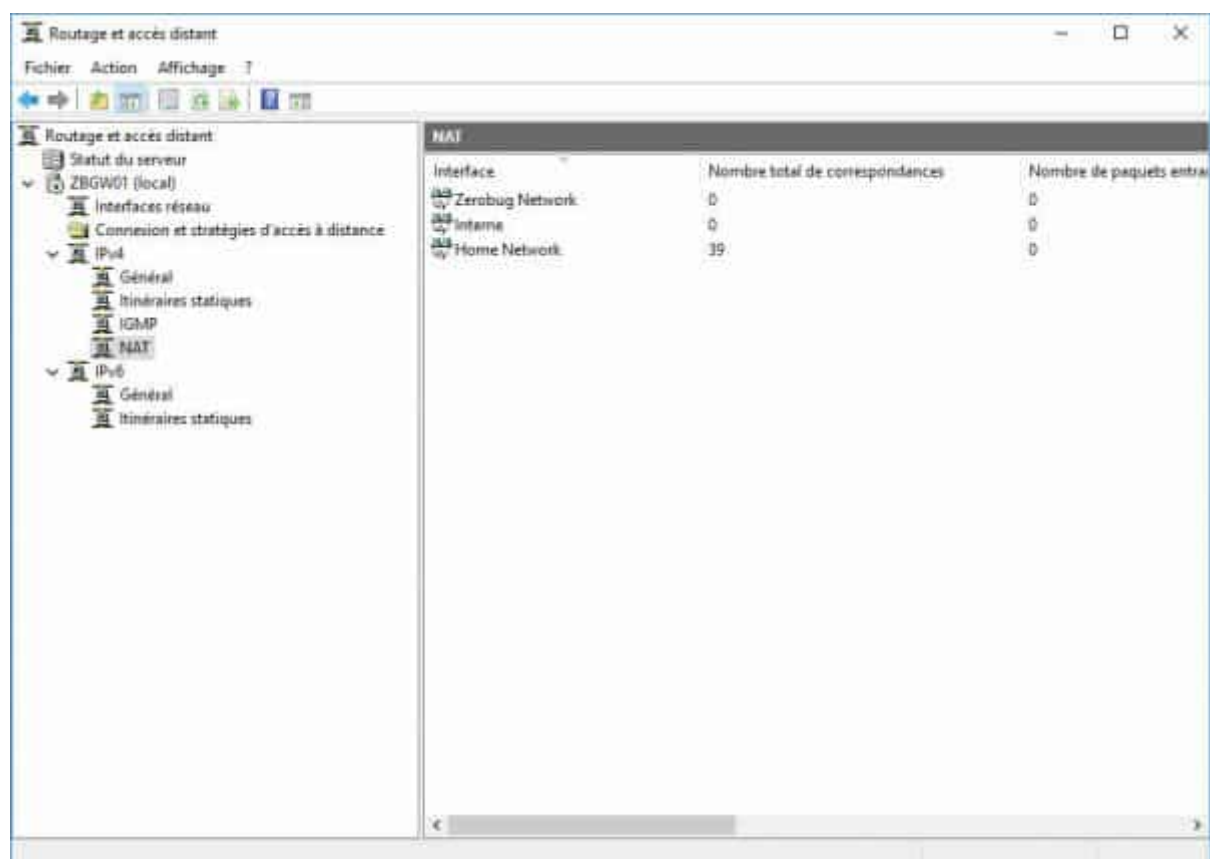 Routage et accès distant
Fichier Action Affichage ?
Routage et accès distant
Statut du serveur
ZBGW01 (local)
Interfaces réseau
Connexion et stratégies d'accès à distance
IPv4
Général
Itinéraires statiques
IGMP
NAT
IPv6
Général
Itinéraires statiques
NAT
Interface Nombre total de correspondances Nombre de paquets entra
Zerobug Network 0 0
Interne 0 0
Home Network 39 0